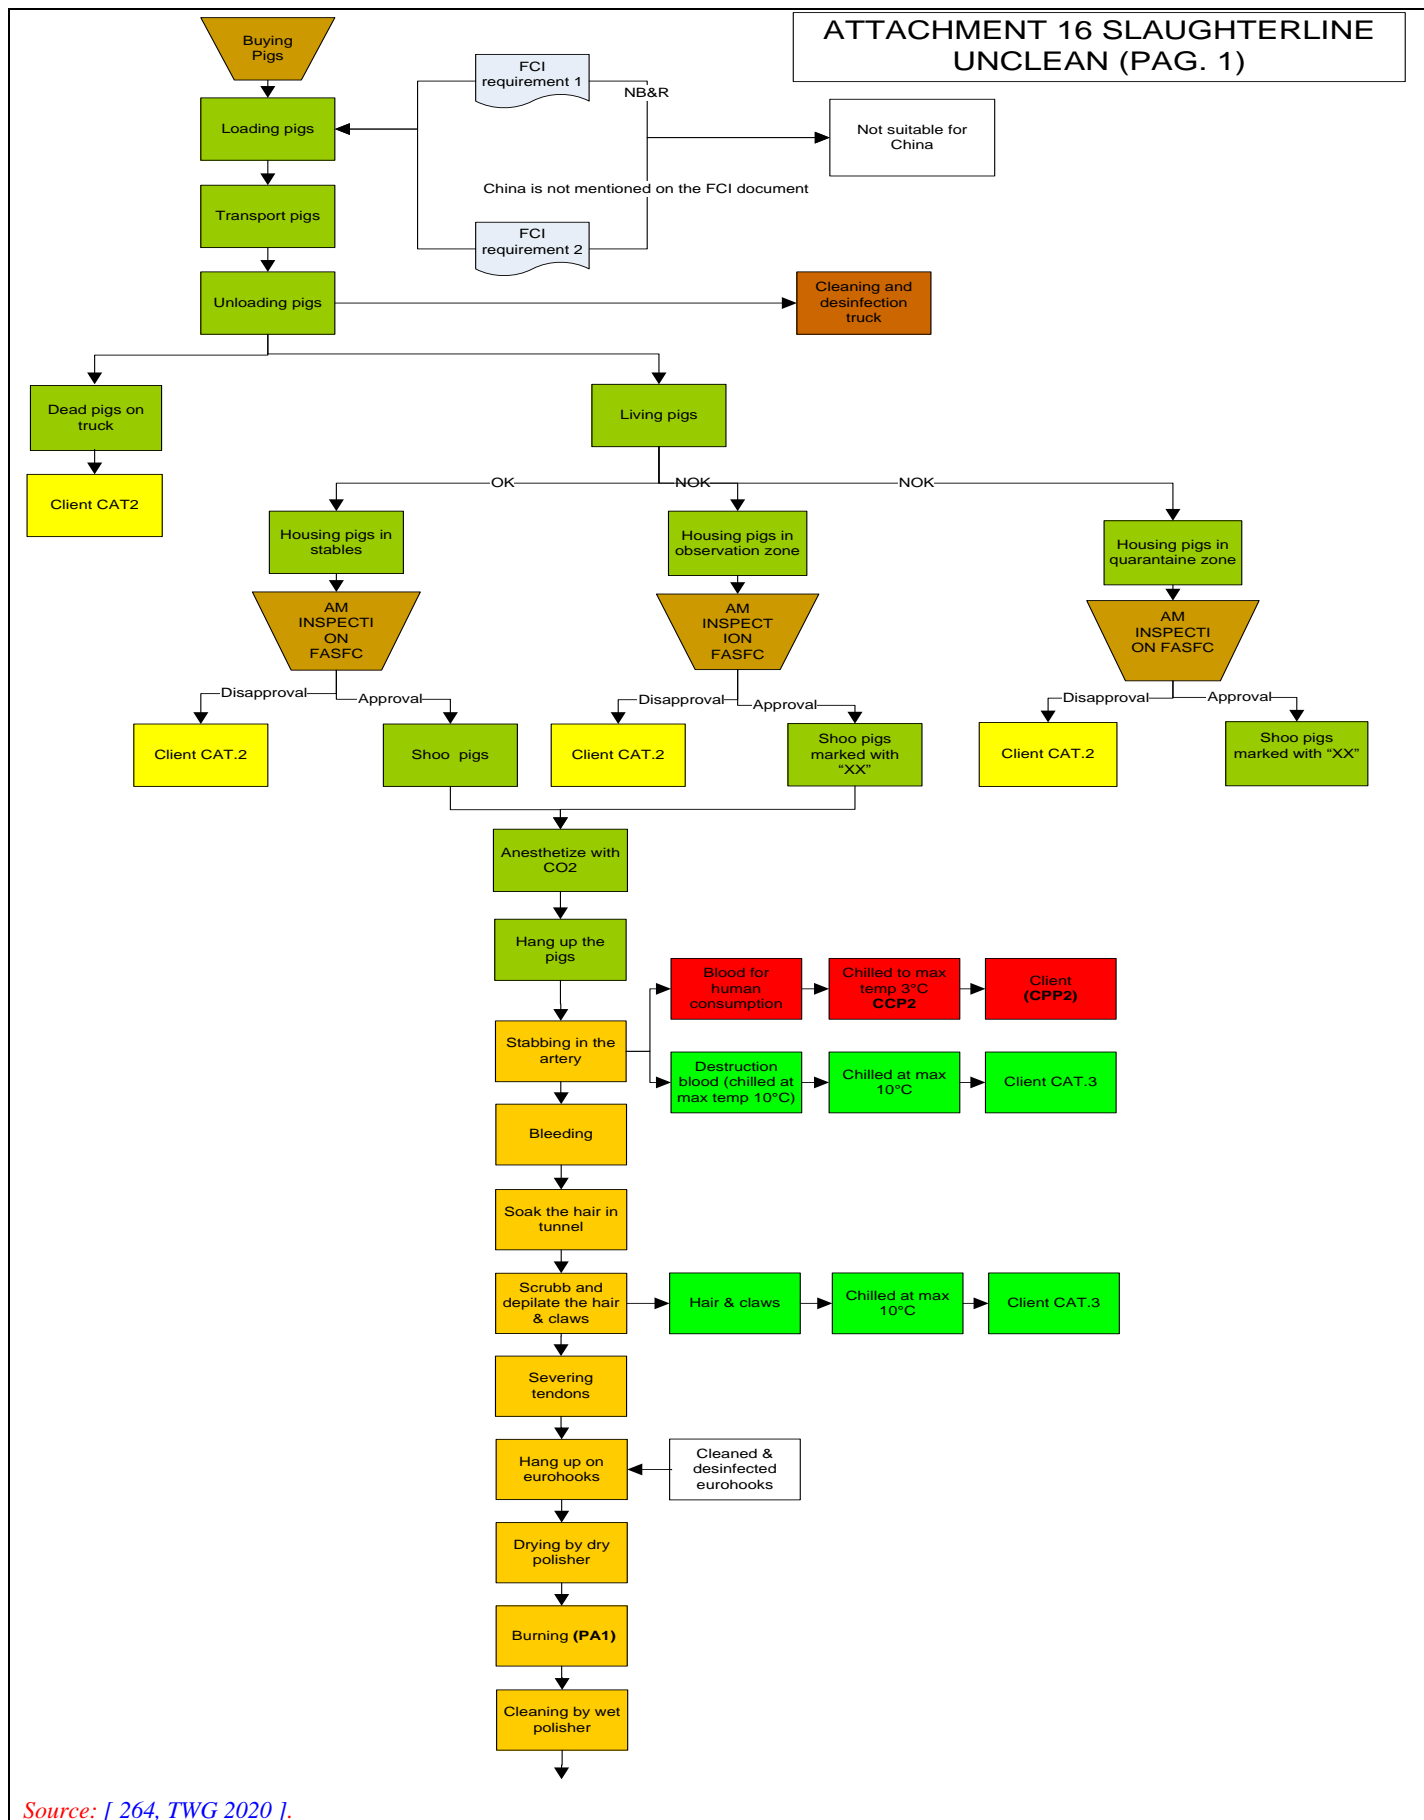 ATTACHMENT 16 SLAUGHTERLINE
UNCLEAN (PAG. 1)
Buying
Pigs
FCI
requirement 1
NB&R
Loading pigs
Not suitable for
China
China is not mentioned on the FCI document
Transport pigs
FCI
requirement 2
Unloading pigs
Cleaning and
desinfection
truck
Dead pigs on
truck
Living pigs
Client CAT2
OK
NOK
NOK
Housing pigs in
stables
Housing pigs in
observation zone
Housing pigs in
quarantaine zone
AM
INSPECTI
ON
FASFC
AM
INSPECT
ION
FASFC
AM
INSPECTI
ON FASFC
Disapproval
Approval
Disapproval
Approval
Disapproval
Approval
Client CAT.2
Shoo pigs
Client CAT.2
Shoo pigs
marked with
“XX”
Client CAT.2
Shoo pigs
marked with “XX”
Anesthetize with
CO2
Hang up the
pigs
Blood for
human
consumption
Chilled to max
temp 3°C
CCP2
Client
(CPP2)
Stabbing in the
artery
Destruction
blood (chilled at
max temp 10°C)
Chilled at max
10°C
Client CAT.3
Bleeding
Soak the hair in
tunnel
Scrubb and
depilate the hair
& claws
Hair & claws
Chilled at max
10°C
Client CAT.3
Severing
tendons
Hang up on
eurohooks
Cleaned &
desinfected
eurohooks
Drying by dry
polisher
Burning (PA1)
Cleaning by wet
polisher
Source: [ 264, TWG 2020 ].